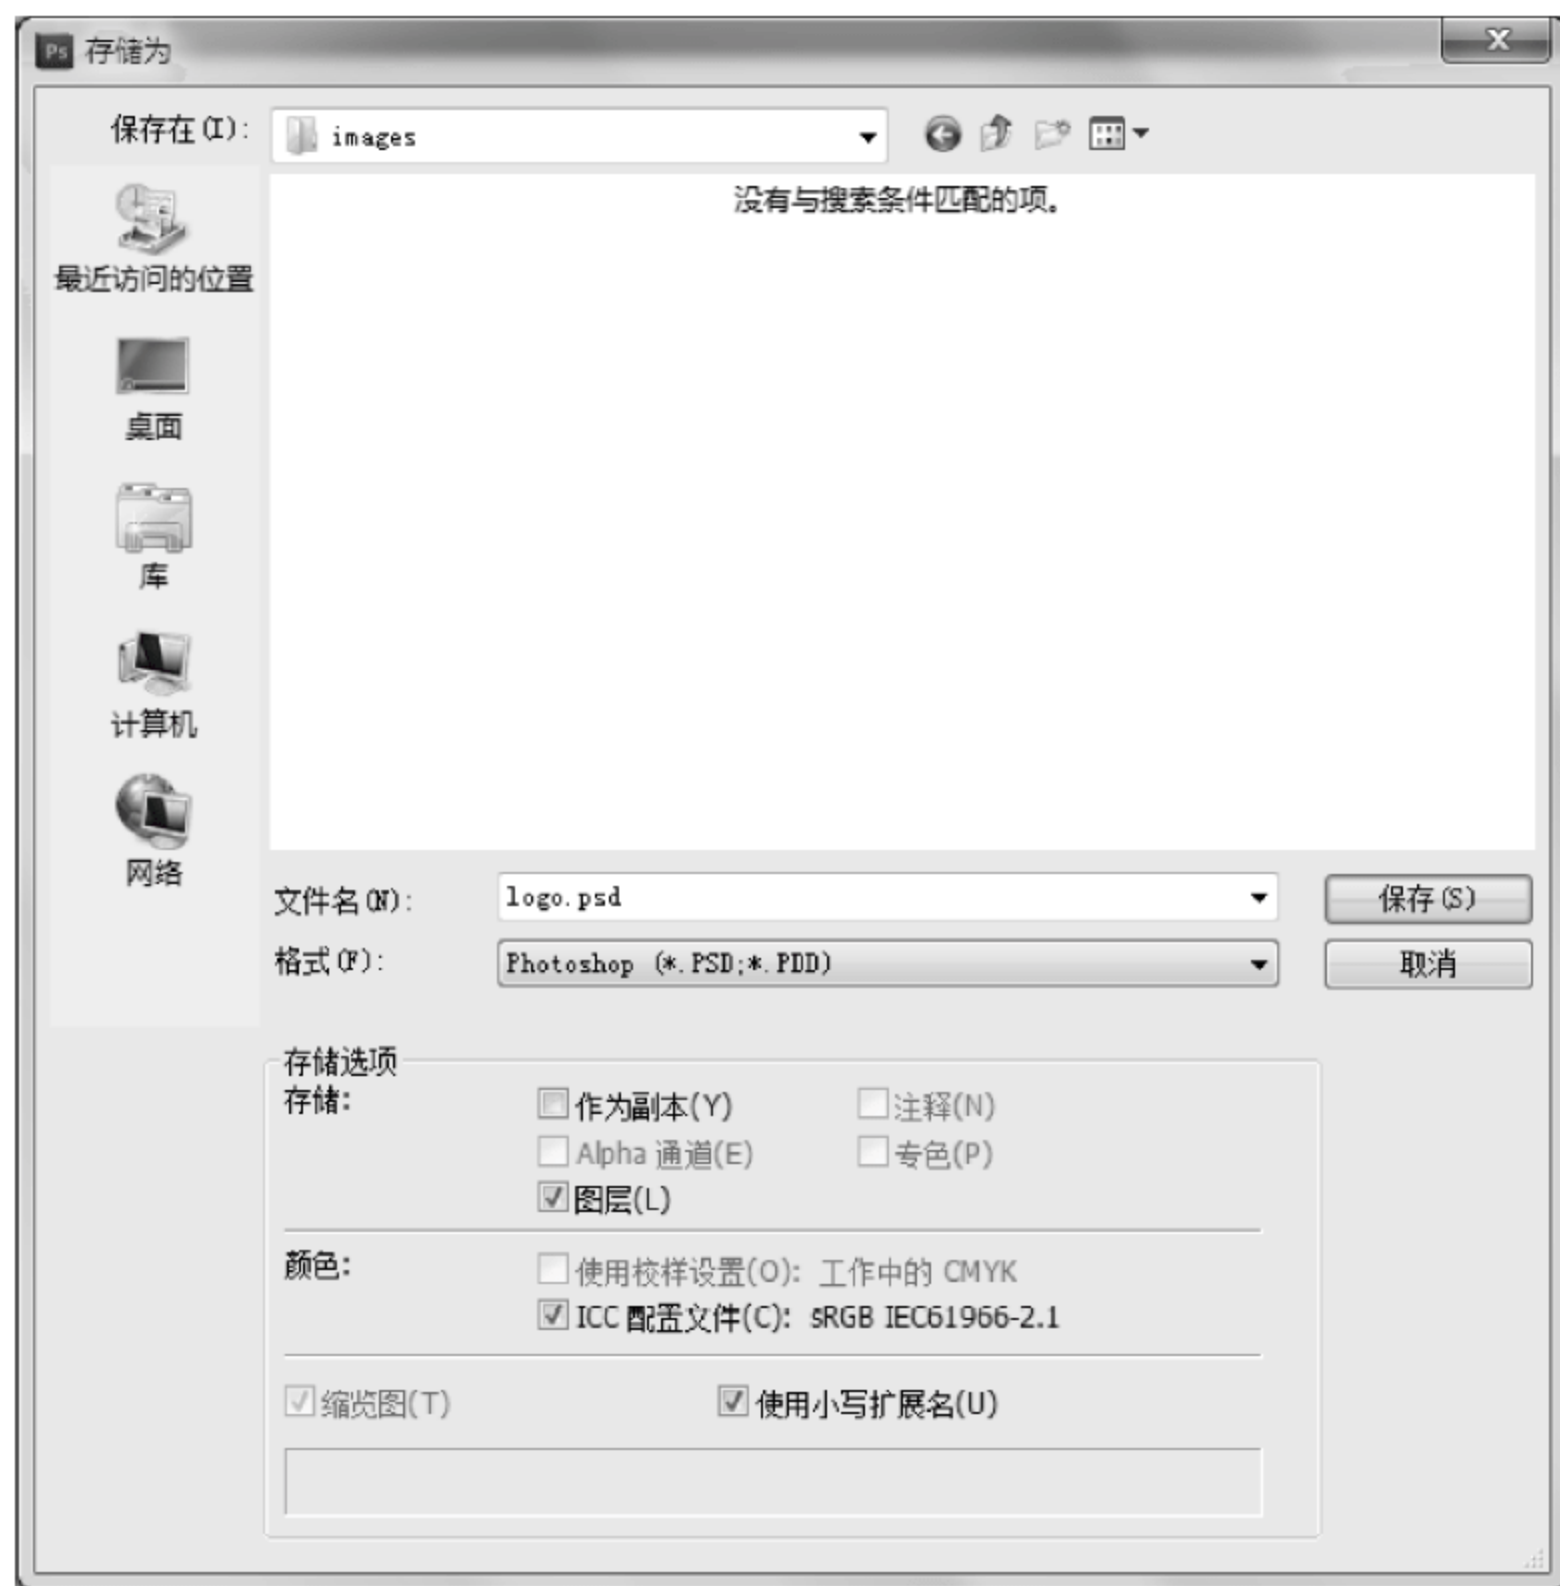 Ps 存储为
保存在(I):
images
没有与搜索条件匹配的项。
最近访问的位置
桌面
库
计算机
网络
文件名(N):
logo.psd
保存(S)
格式(F):
Photoshop (*.PSD;*.PDD)
取消
存储选项
存储:
作为副本(Y)
注释(N)
Alpha 通道(E)
专色(P)
图层(L)
颜色:
使用校样设置(O): 工作中的 CMYK
ICC 配置文件(C): sRGB IEC61966-2.1
缩览图(T)
使用小写扩展名(U)